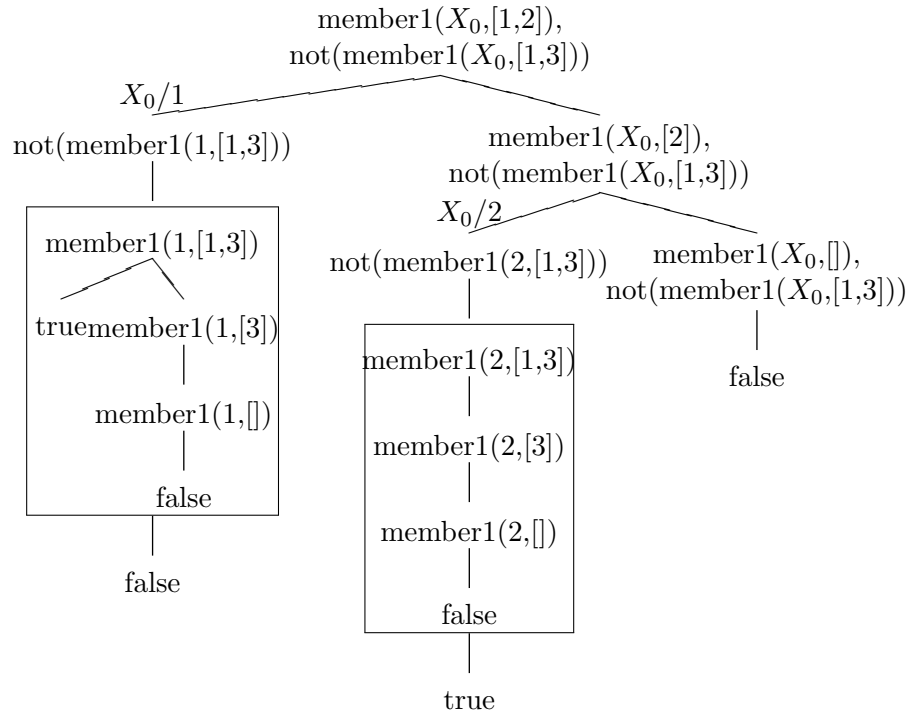 member1(X₀,[1,2]),
not(member1(X₀,[1,3]))
X₀/1
not(member1(1,[1,3]))
member1(X₀,[2]),
not(member1(X₀,[1,3]))
member1(1,[1,3])
true
member1(1,[3])
member1(1,[])
false
false
X₀/2
not(member1(2,[1,3]))
member1(X₀,[]),
not(member1(X₀,[1,3]))
member1(2,[1,3])
member1(2,[3])
member1(2,[])
false
true
false